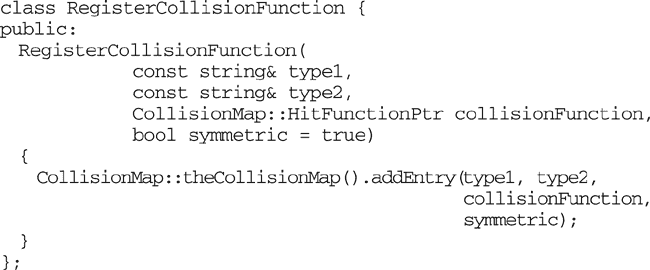 class RegisterCollisionFunction {
public:
  RegisterCollisionFunction(
          const string& type1,
          const string& type2,
          CollisionMap::HitFunctionPtr collisionFunction,
          bool symmetric = true)
  {
    CollisionMap::theCollisionMap().addEntry(type1, type2,
                                             collisionFunction,
                                             symmetric);
  }
};